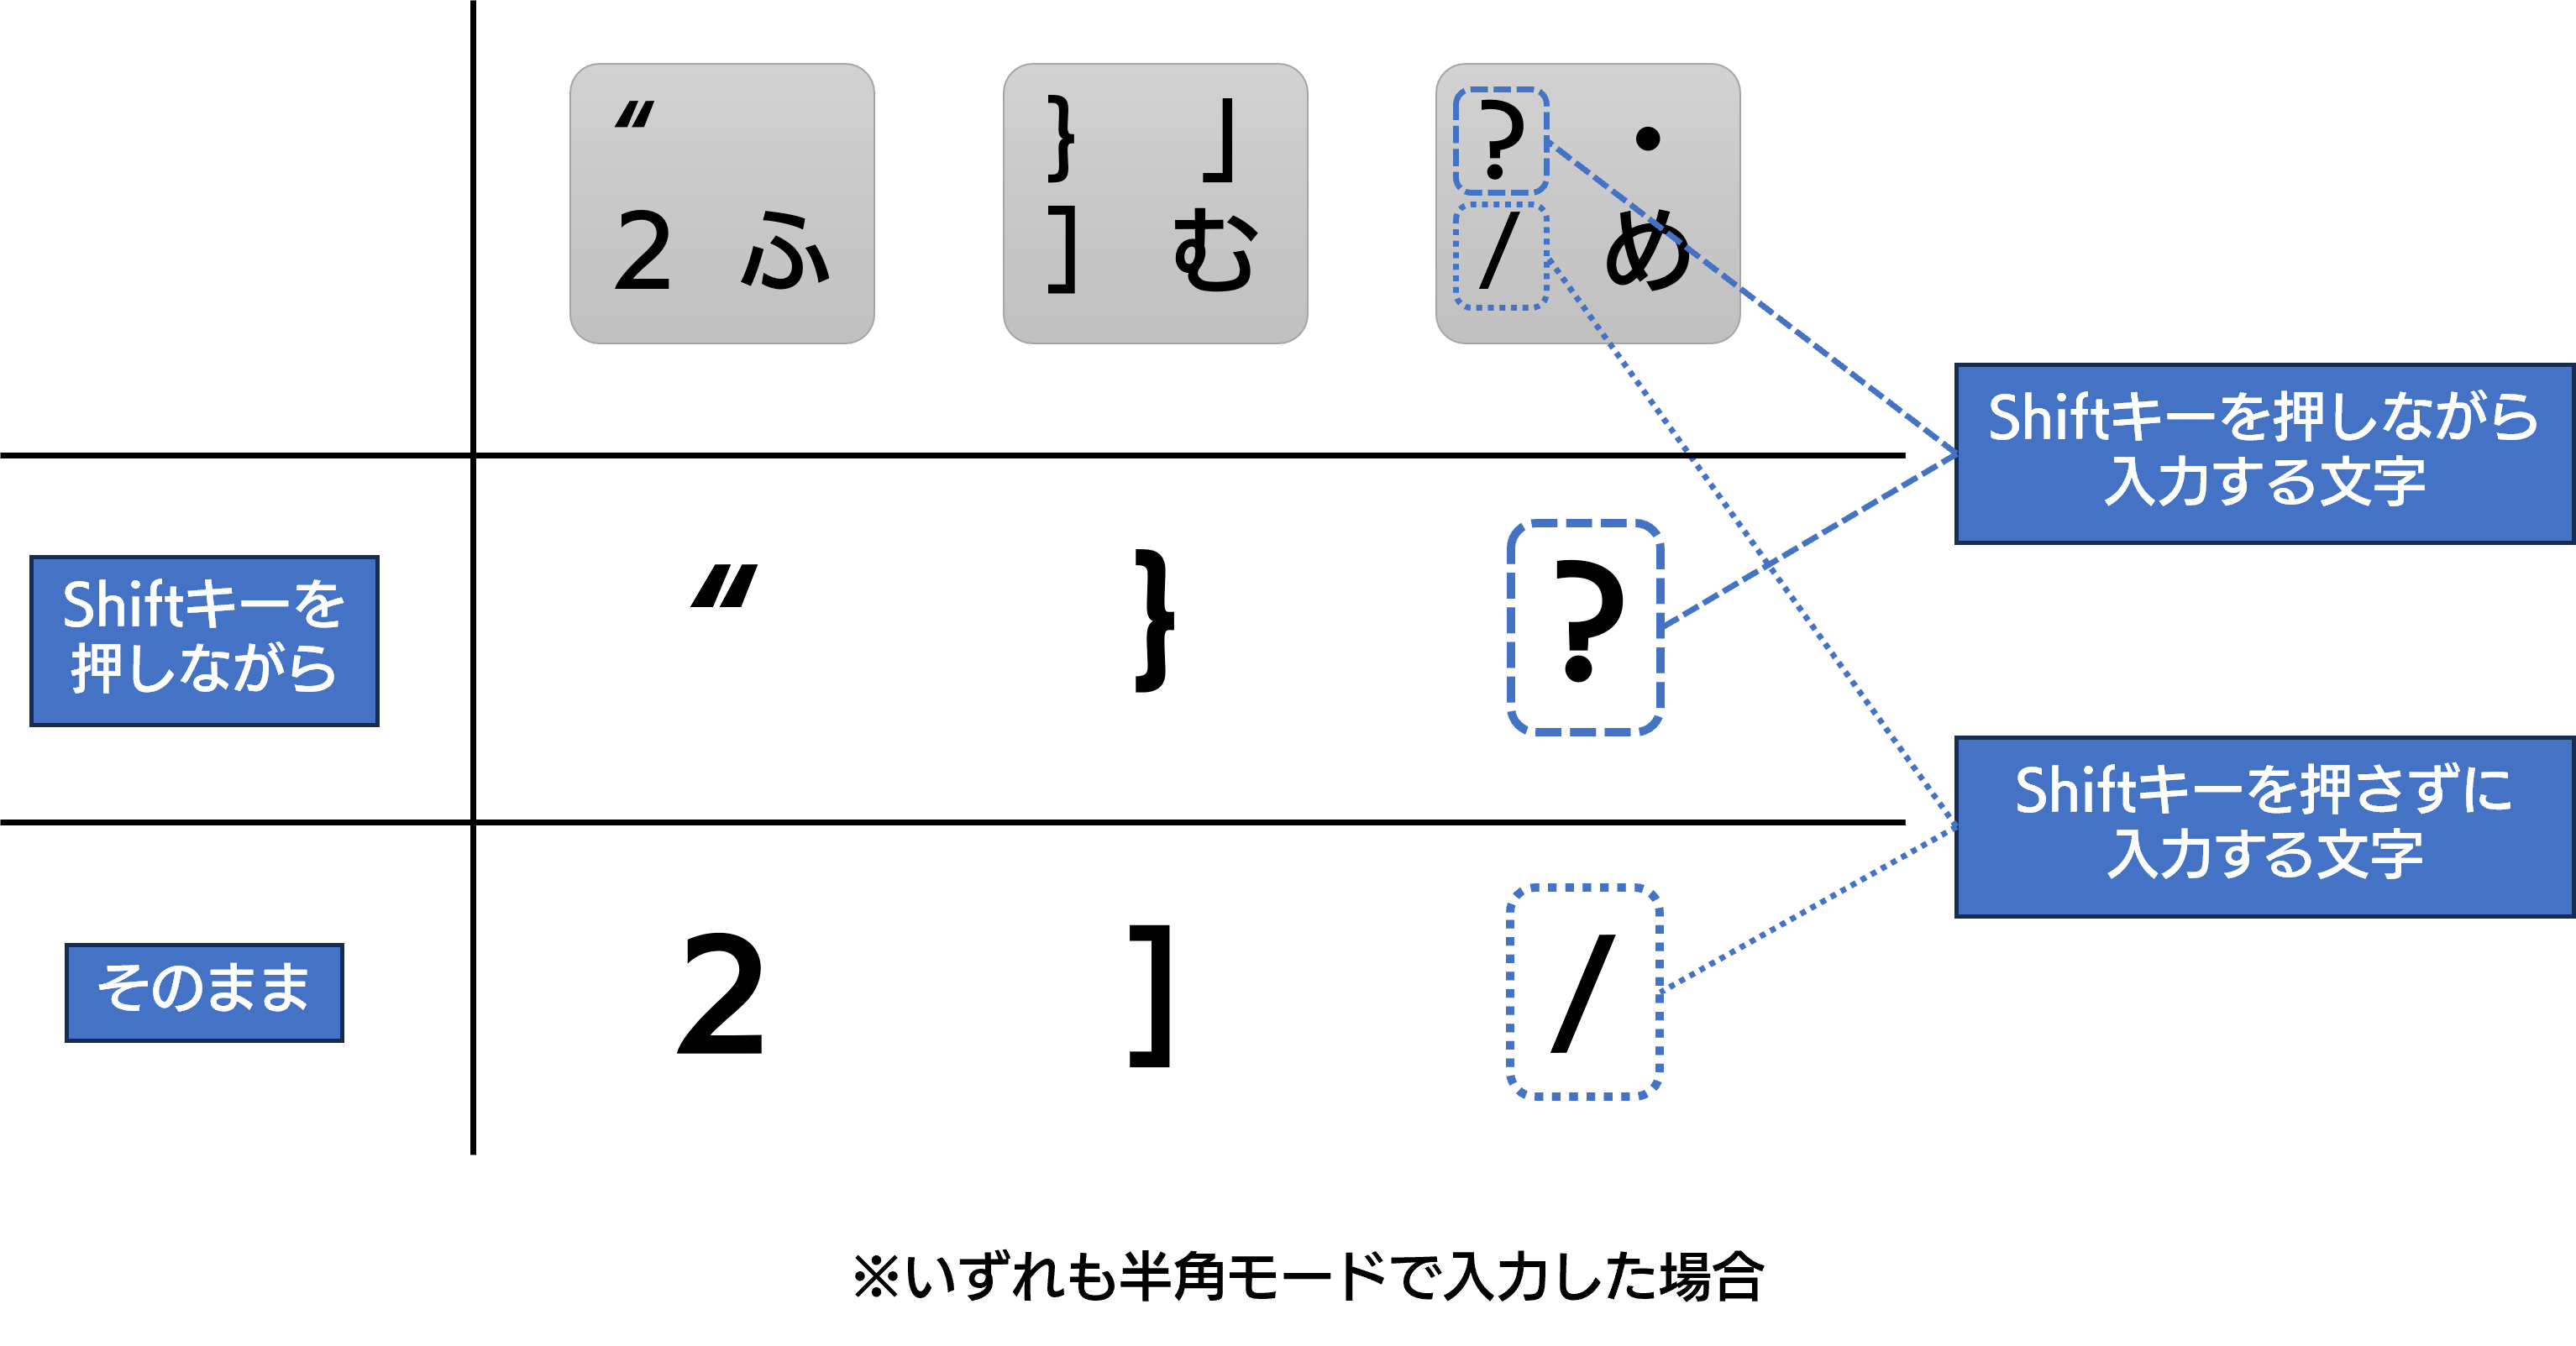 〃
2 ふ
} 」
] む
? ・
/ め
Shiftキーを押しながら
入力する文字
Shiftキーを
押しながら
〃 } ?
Shiftキーを押さずに
入力する文字
そのまま
2 ] /
※いずれも半角モードで入力した場合